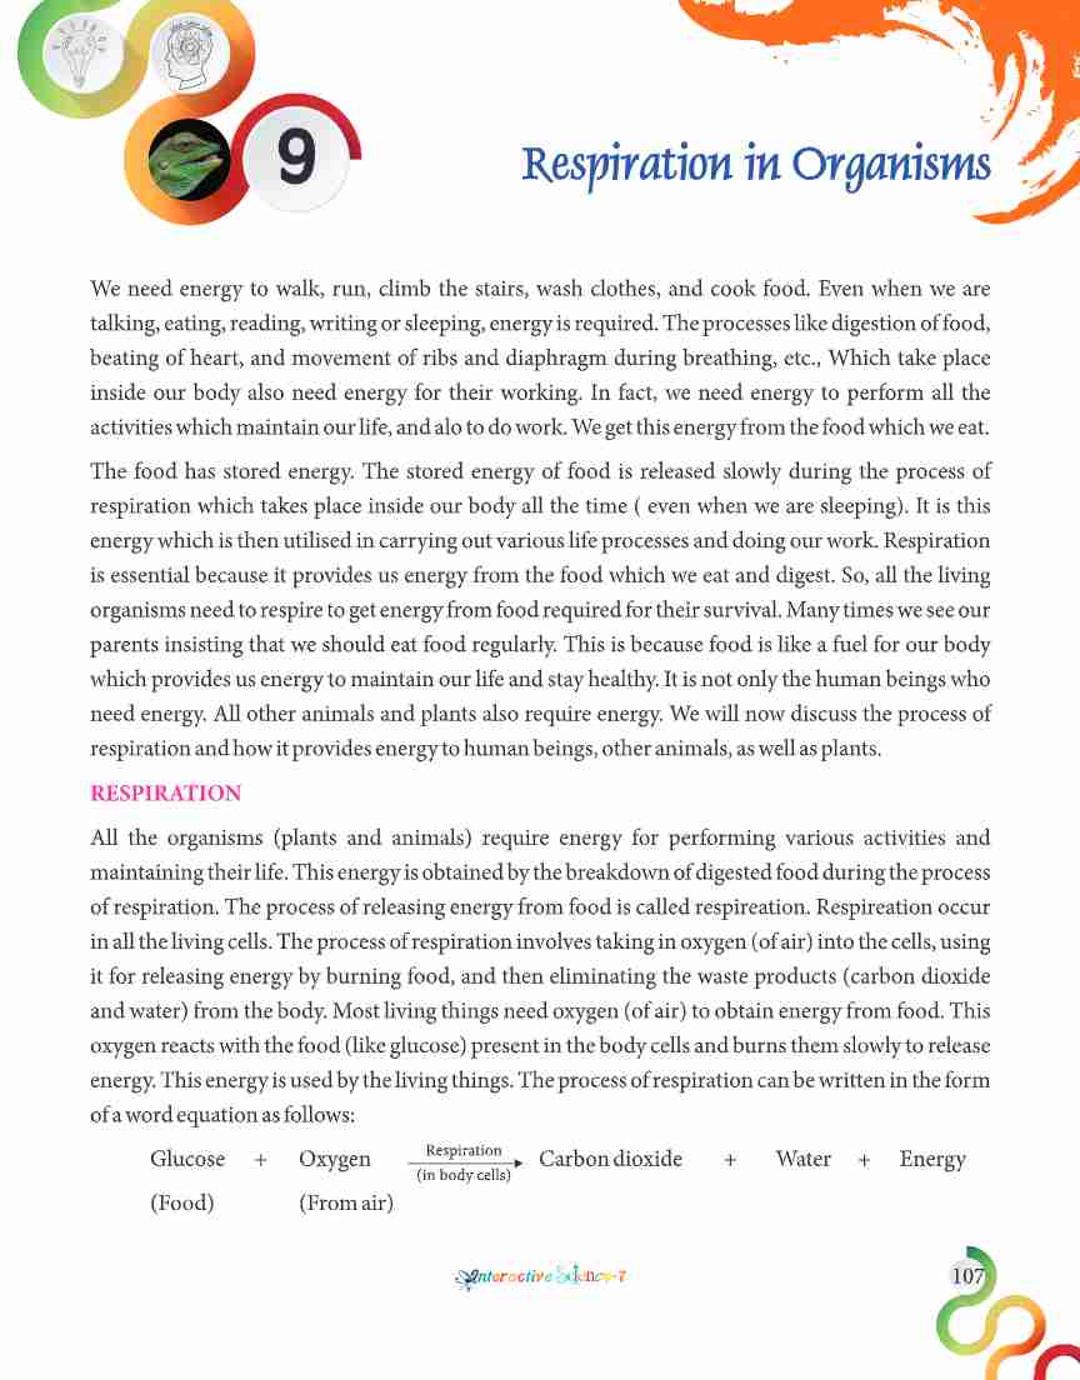 9
Respiration in Organisms
We need energy to walk, run, climb the stairs, wash clothes, and cook food. Even when we are
talking, eating, reading, writing or sleeping, energy is required. The processes like digestion of food,
beating of heart, and movement of ribs and diaphragm during breathing, etc., Which take place
inside our body also need energy for their working. In fact, we need energy to perform all the
activities which maintain our life, and alo to do work. We get this energy from the food which we eat.
The food has stored energy. The stored energy of food is released slowly during the process of
respiration which takes place inside our body all the time ( even when we are sleeping). It is this
energy which is then utilised in carrying out various life processes and doing our work. Respiration
is essential because it provides us energy from the food which we eat and digest. So, all the living
organisms need to respire to get energy from food required for their survival. Many times we see our
parents insisting that we should eat food regularly. This is because food is like a fuel for our body
which provides us energy to maintain our life and stay healthy. It is not only the human beings who
need energy. All other animals and plants also require energy. We will now discuss the process of
respiration and how it provides energy to human beings, other animals, as well as plants.
RESPIRATION
All the organisms (plants and animals) require energy for performing various activities and
maintaining their life. This energy is obtained by the breakdown of digested food during the process
of respiration. The process of releasing energy from food is called respireation. Respireation occur
in all the living cells. The process of respiration involves taking in oxygen (of air) into the cells, using
it for releasing energy by burning food, and then eliminating the waste products (carbon dioxide
and water) from the body. Most living things need oxygen (of air) to obtain energy from food. This
oxygen reacts with the food (like glucose) present in the body cells and burns them slowly to release
energy. This energy is used by the living things. The process of respiration can be written in the form
of a word equation as follows:
Glucose + Oxygen Respiration (in body cells) Carbon dioxide + Water + Energy
(Food) (From air)
Interactive Science-7
107